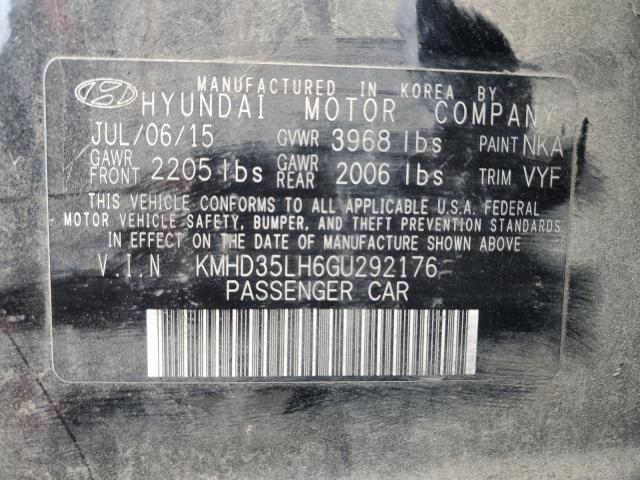 MANUFACTURED IN KOREA BY
HYUNDAI MOTOR COMPANY
JUL/06/15 GVWR 3968 lbs PAINT NKA
GAWR FRONT 2205 lbs GAWR REAR 2006 lbs TRIM VYF
THIS VEHICLE CONFORMS TO ALL APPLICABLE U.S.A. FEDERAL
MOTOR VEHICLE SAFETY, BUMPER, AND THEFT PREVENTION STANDARDS
IN EFFECT ON THE DATE OF MANUFACTURE SHOWN ABOVE.
V.I.N KMHD35LH6GU292176
PASSENGER CAR